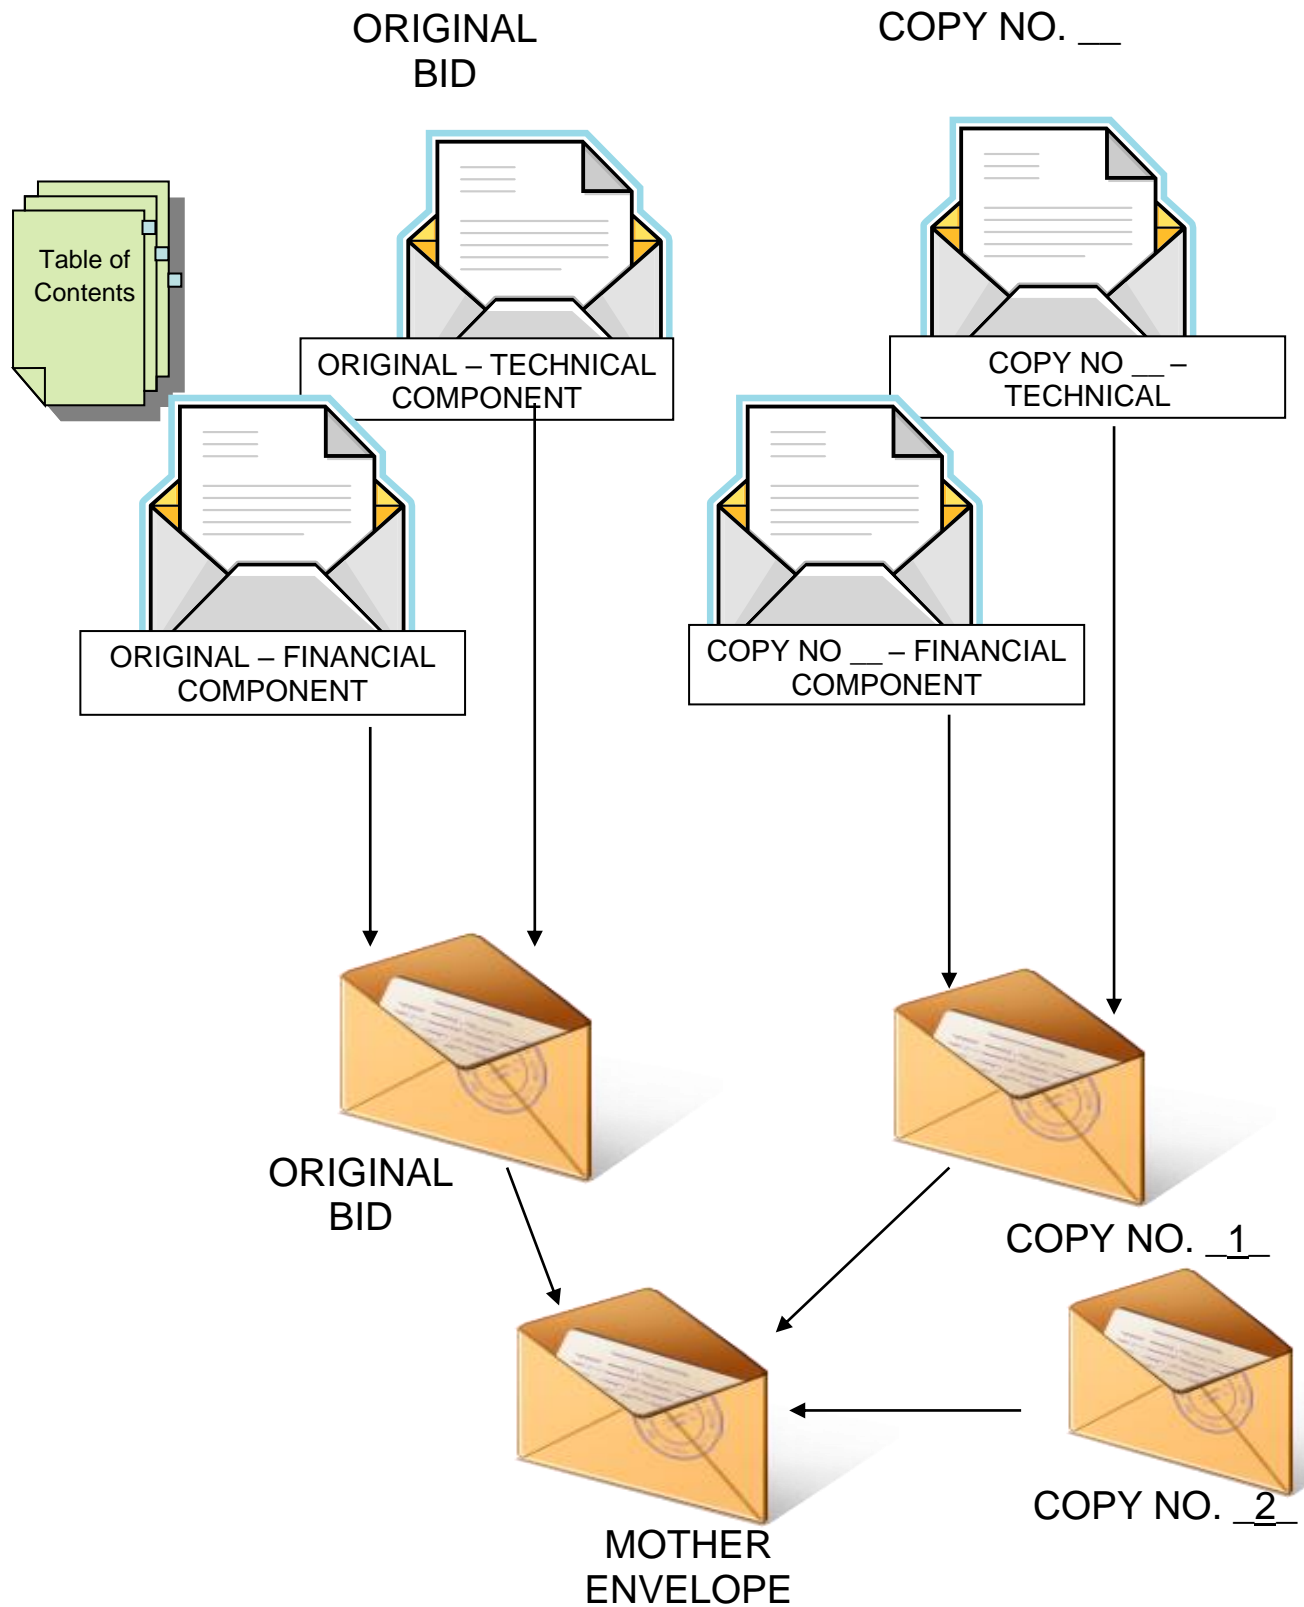 ORIGINAL
BID
COPY NO. __
Table of
Contents
ORIGINAL – TECHNICAL
COMPONENT
COPY NO __ –
TECHNICAL
ORIGINAL – FINANCIAL
COMPONENT
COPY NO __ – FINANCIAL
COMPONENT
ORIGINAL
BID
COPY NO. _1_
COPY NO. _2_
MOTHER
ENVELOPE